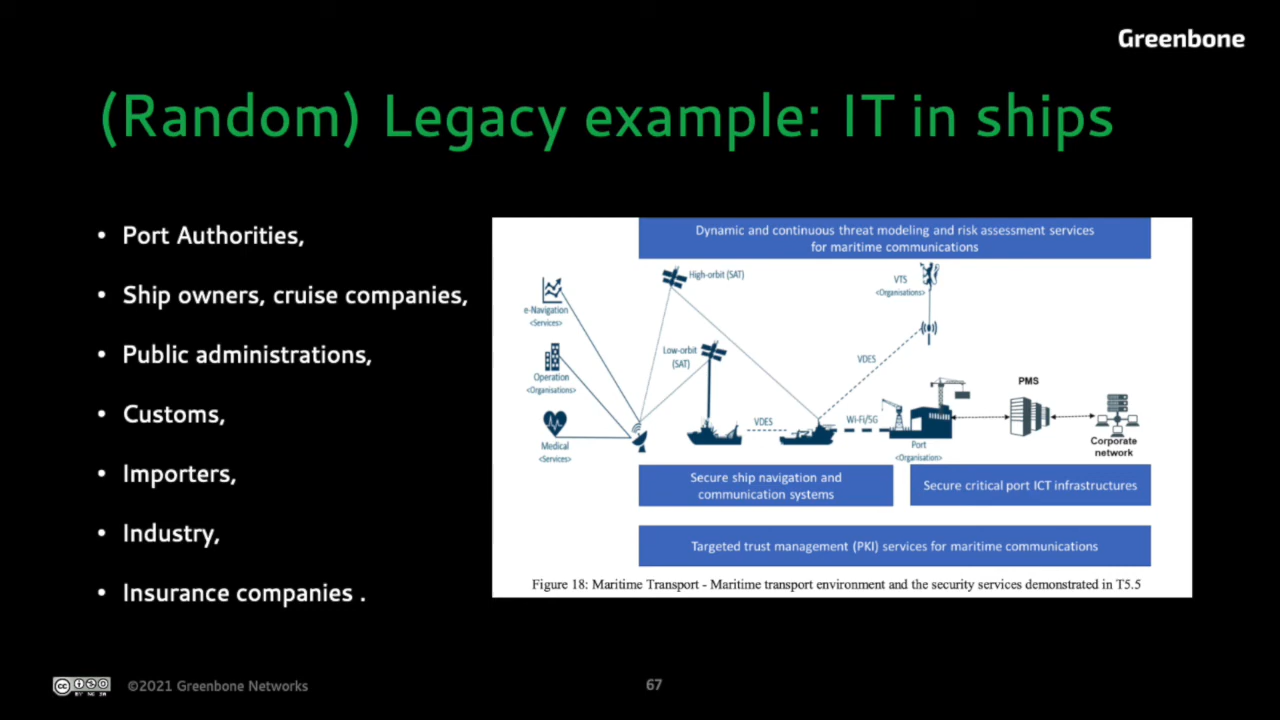 Greenbone
(Random) Legacy example: IT in ships
• Port Authorities,
• Ship owners, cruise companies,
• Public administrations,
• Customs,
• Importers,
• Industry,
• Insurance companies .
Dynamic and continuous threat modeling and risk assessment services
for maritime communications
High-orbit (SAT)
VTS
<Organisations>
e-Navigation
<Services>
Low-orbit
(SAT)
VDES
Operation
<Organisations>
PMS
VDES
Wi-Fi/5G
Medical
<Services>
Port
<Organisation>
Corporate
network
Secure ship navigation and
communication systems
Secure critical port ICT infrastructures
Targeted trust management (PKI) services for maritime communications
Figure 18: Maritime Transport - Maritime transport environment and the security services demonstrated in T5.5
cc BY NC SA
©2021 Greenbone Networks
67